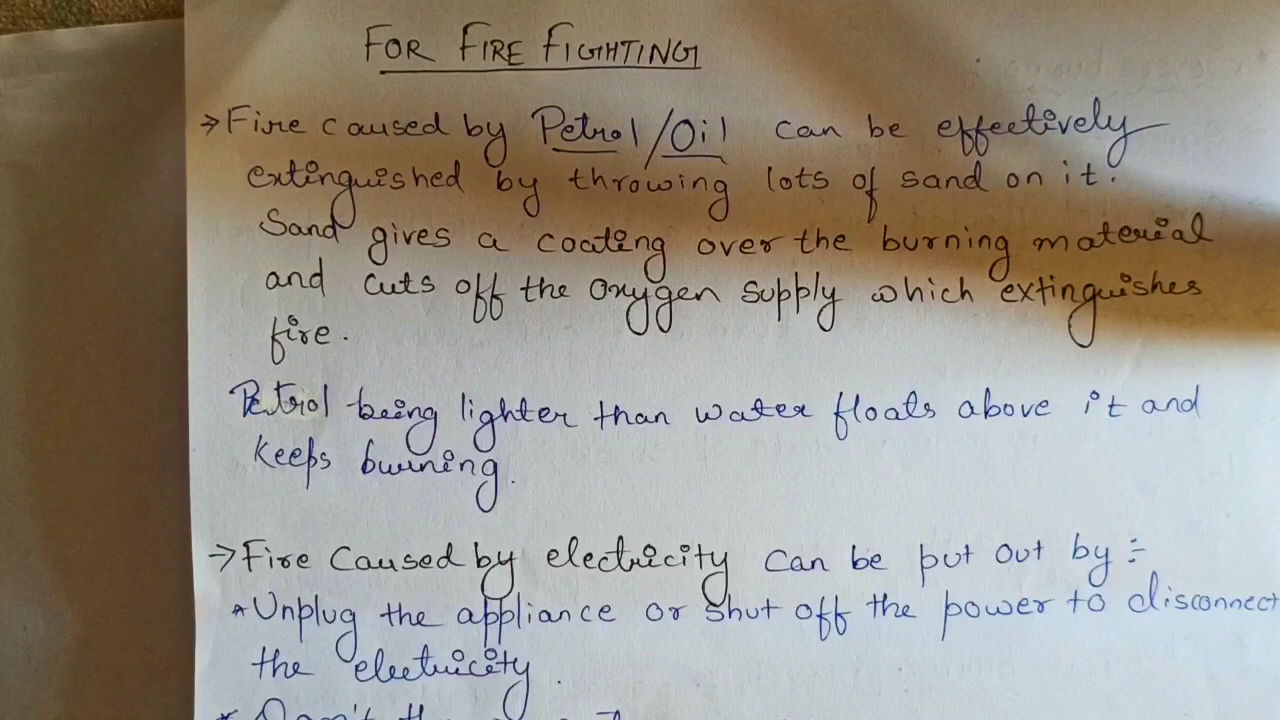 FOR FIRE FIGHTING
→ Fire caused by Petrol/Oil can be effectively
extinguished by throwing lots of sand on it.
Sand gives a coating over the burning material
and cuts off the oxygen supply which extinguishes
fire.
Petrol being lighter than water floats above it and
keeps burning.
→ Fire Caused by electricity can be put out by :-
* Unplug the appliance or shut off the power to disconnect
the electricity.
* Don't